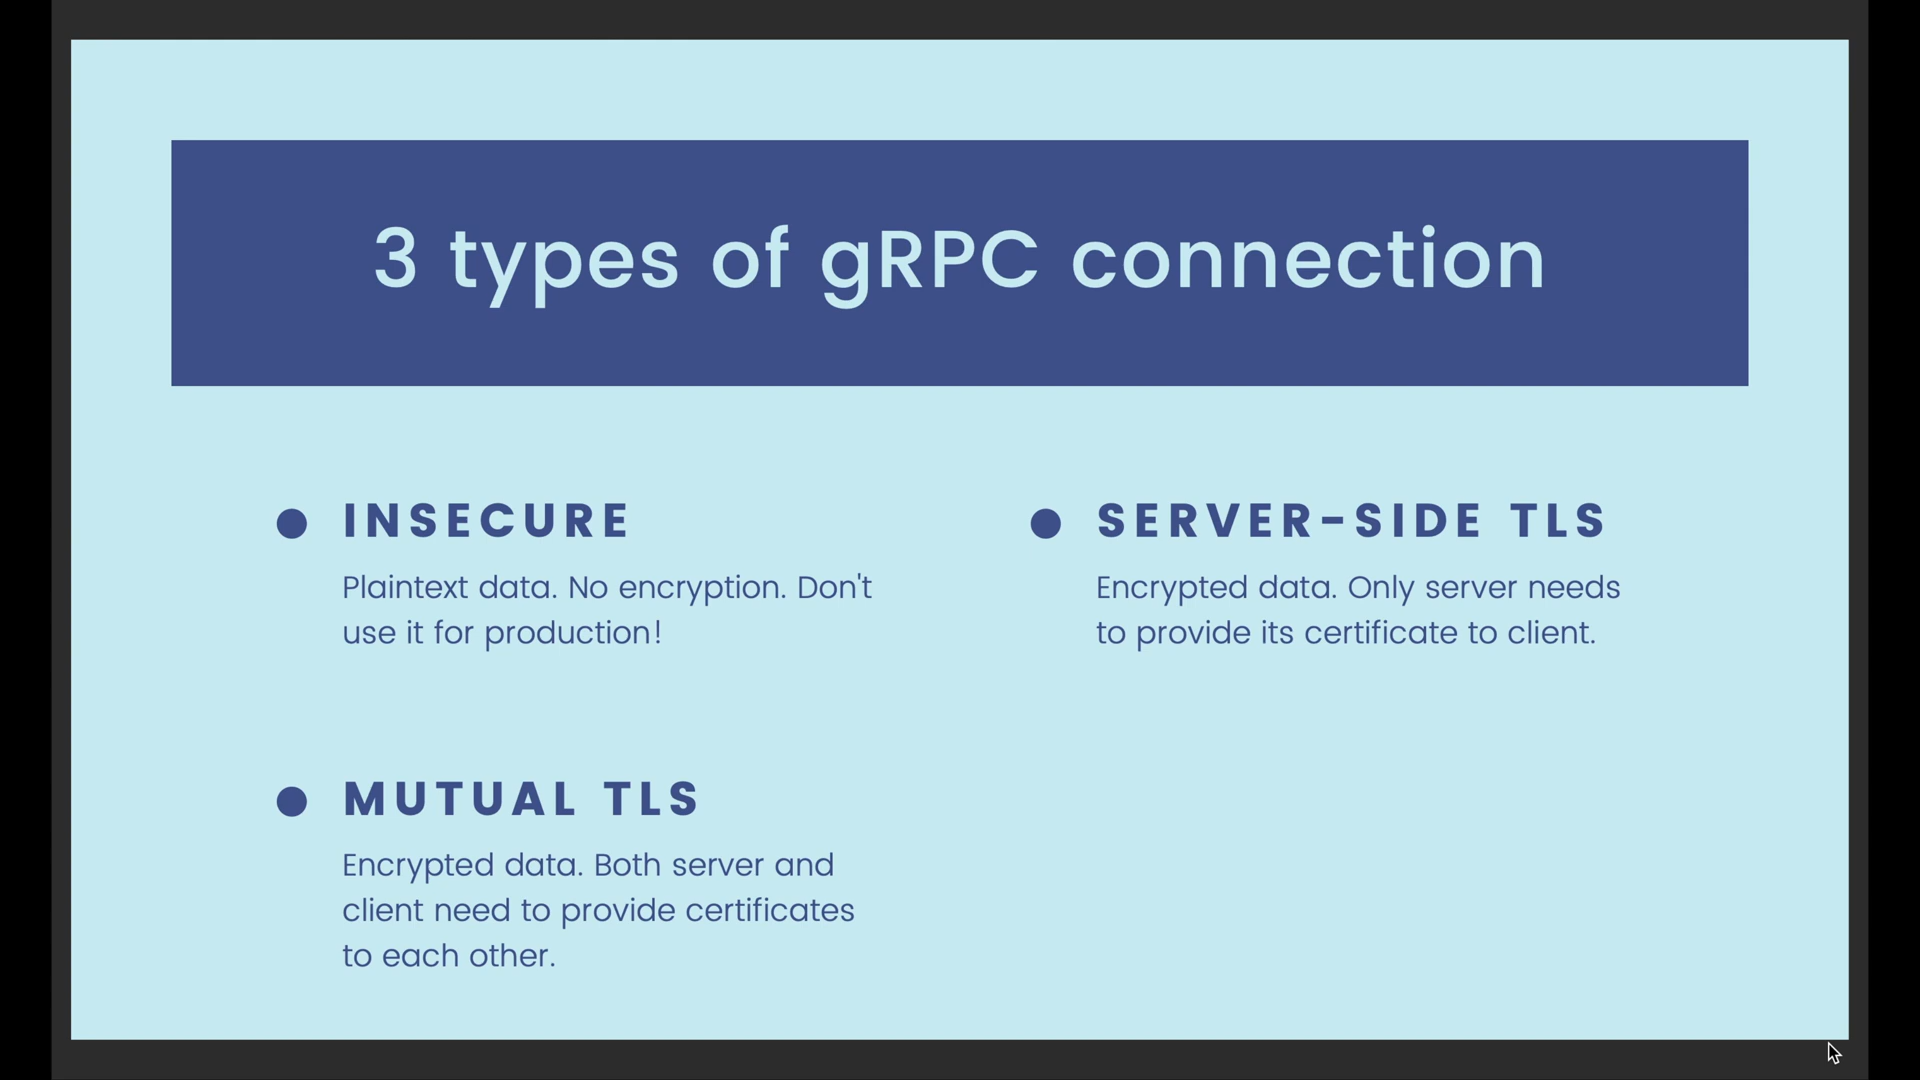 3 types of gRPC connection
INSECURE
Plaintext data. No encryption. Don't
use it for production!
SERVER-SIDE TLS
Encrypted data. Only server needs
to provide its certificate to client.
MUTUAL TLS
Encrypted data. Both server and
client need to provide certificates
to each other.